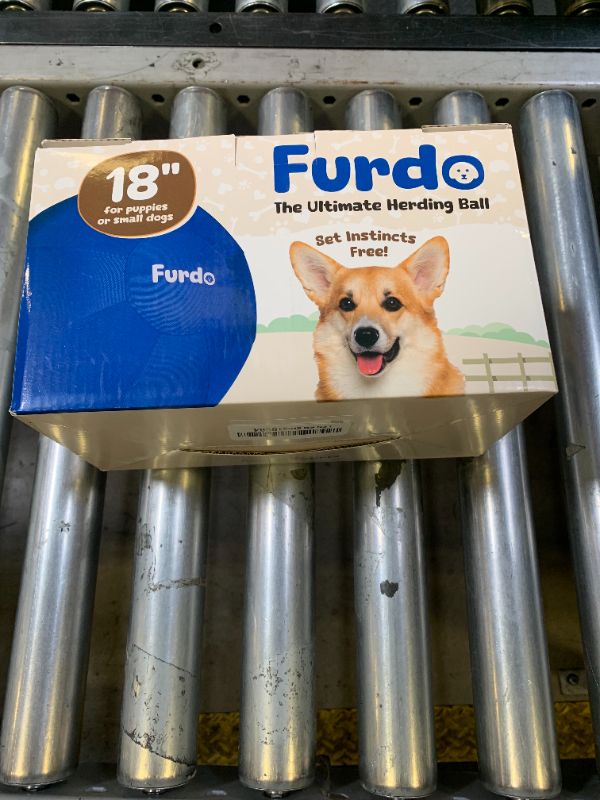 18"
for puppies
or small dogs
Furdo
The Ultimate Herding Ball
Set Instincts
Free!
Furdo